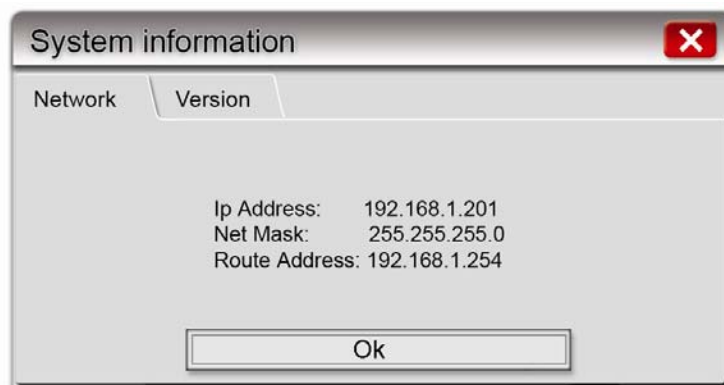 System information
Network Version
Ip Address: 192.168.1.201
Net Mask: 255.255.255.0
Route Address: 192.168.1.254
Ok